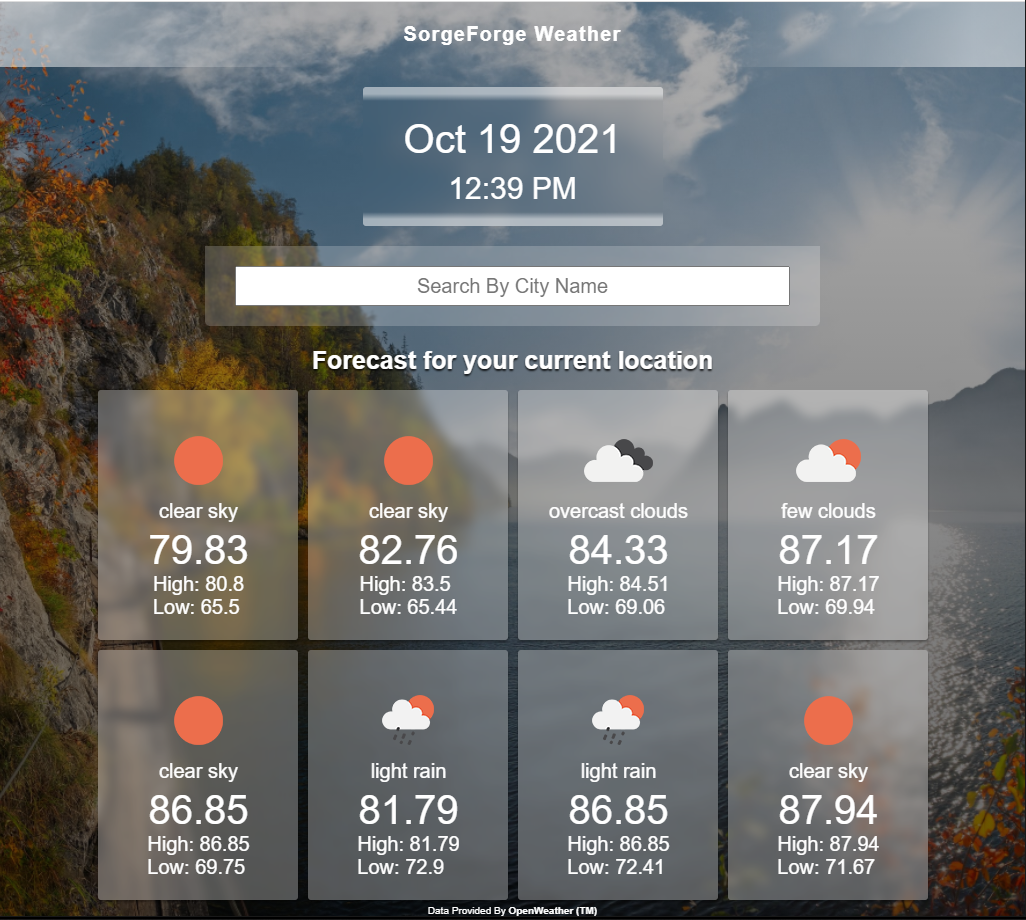 SorgeForge Weather
Oct 19 2021
12:39 PM
Search By City Name
Forecast for your current location
clear sky
79.83
High: 80.8
Low: 65.5
clear sky
82.76
High: 83.5
Low: 65.44
overcast clouds
84.33
High: 84.51
Low: 69.06
few clouds
87.17
High: 87.17
Low: 69.94
clear sky
86.85
High: 86.85
Low: 69.75
light rain
81.79
High: 81.79
Low: 72.9
light rain
86.85
High: 86.85
Low: 72.41
clear sky
87.94
High: 87.94
Low: 71.67
Data Provided By OpenWeather (TM)